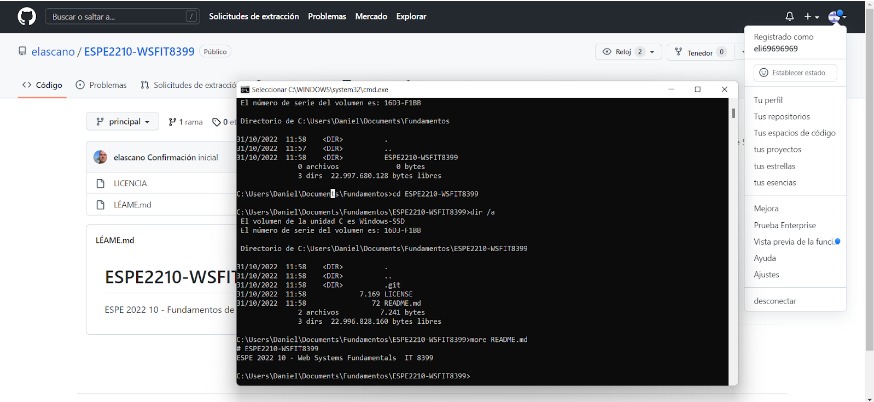 Buscar o saltar a...
/
Solicitudes de extracción
Problemas
Mercado
Explorar
elascano / ESPE2210-WSFIT8399
Público
Reloj
2
Tenedor
0
Código
Problemas
Solicitudes de extracció
principal
1 rama
0 et
elascano Confirmación inicial
LICENCIA
LÉAME.md
LÉAME.md
ESPE2210-WSFIT
ESPE 2022 10 - Fundamentos de
Seleccionar C:\WINDOWS\system32\cmd.exe
El número de serie del volumen es: 16D3-F1BB
Directorio de C:\Users\Daniel\Documents\Fundamentos
31/10/2022 11:58 <DIR> .
31/10/2022 11:57 <DIR> ..
31/10/2022 11:58 <DIR> ESPE2210-WSFIT8399
0 archivos 0 bytes
3 dirs 22.997.680.128 bytes libres
C:\Users\Daniel\Documents\Fundamentos>cd ESPE2210-WSFIT8399
C:\Users\Daniel\Documents\Fundamentos\ESPE2210-WSFIT8399>dir /a
El volumen de la unidad C es Windows-SSD
El número de serie del volumen es: 16D3-F1BB
Directorio de C:\Users\Daniel\Documents\Fundamentos\ESPE2210-WSFIT8399
31/10/2022 11:58 <DIR> .
31/10/2022 11:58 <DIR> ..
31/10/2022 11:58 <DIR> .git
31/10/2022 11:58 7.169 LICENSE
31/10/2022 11:58 72 README.md
2 archivos 7.241 bytes
3 dirs 22.996.828.160 bytes libres
C:\Users\Daniel\Documents\Fundamentos\ESPE2210-WSFIT8399>more README.md
# ESPE2210-WSFIT8399
ESPE 2022 10 - Web Systems Fundamentals IT 8399
C:\Users\Daniel\Documents\Fundamentos\ESPE2210-WSFIT8399>
Registrado como
eli69696969
Establecer estado
Tu perfil
Tus repositorios
Tus espacios de código
tus proyectos
tus estrellas
tus esencias
Mejora
Prueba Enterprise
Vista previa de la funci
Ayuda
Ajustes
desconectar